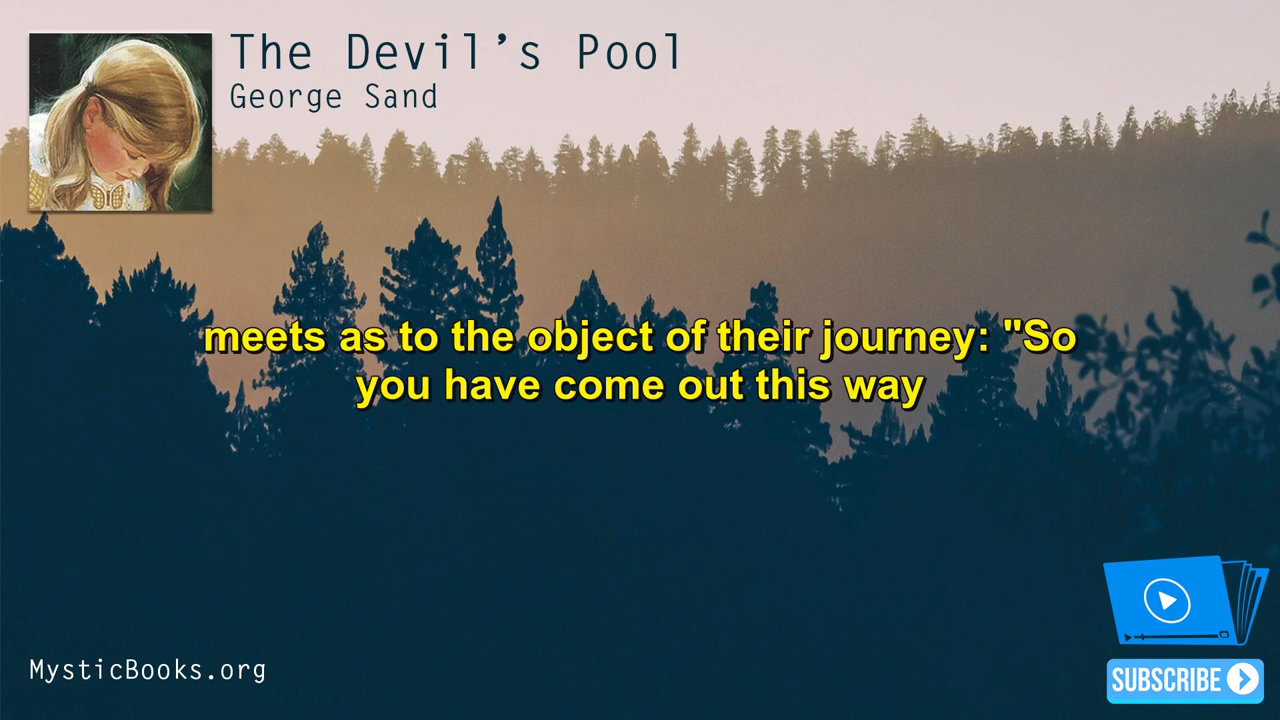 The Devil's Pool
George Sand
meets as to the object of their journey: "So
you have come out this way
MysticBooks.org
SUBSCRIBE